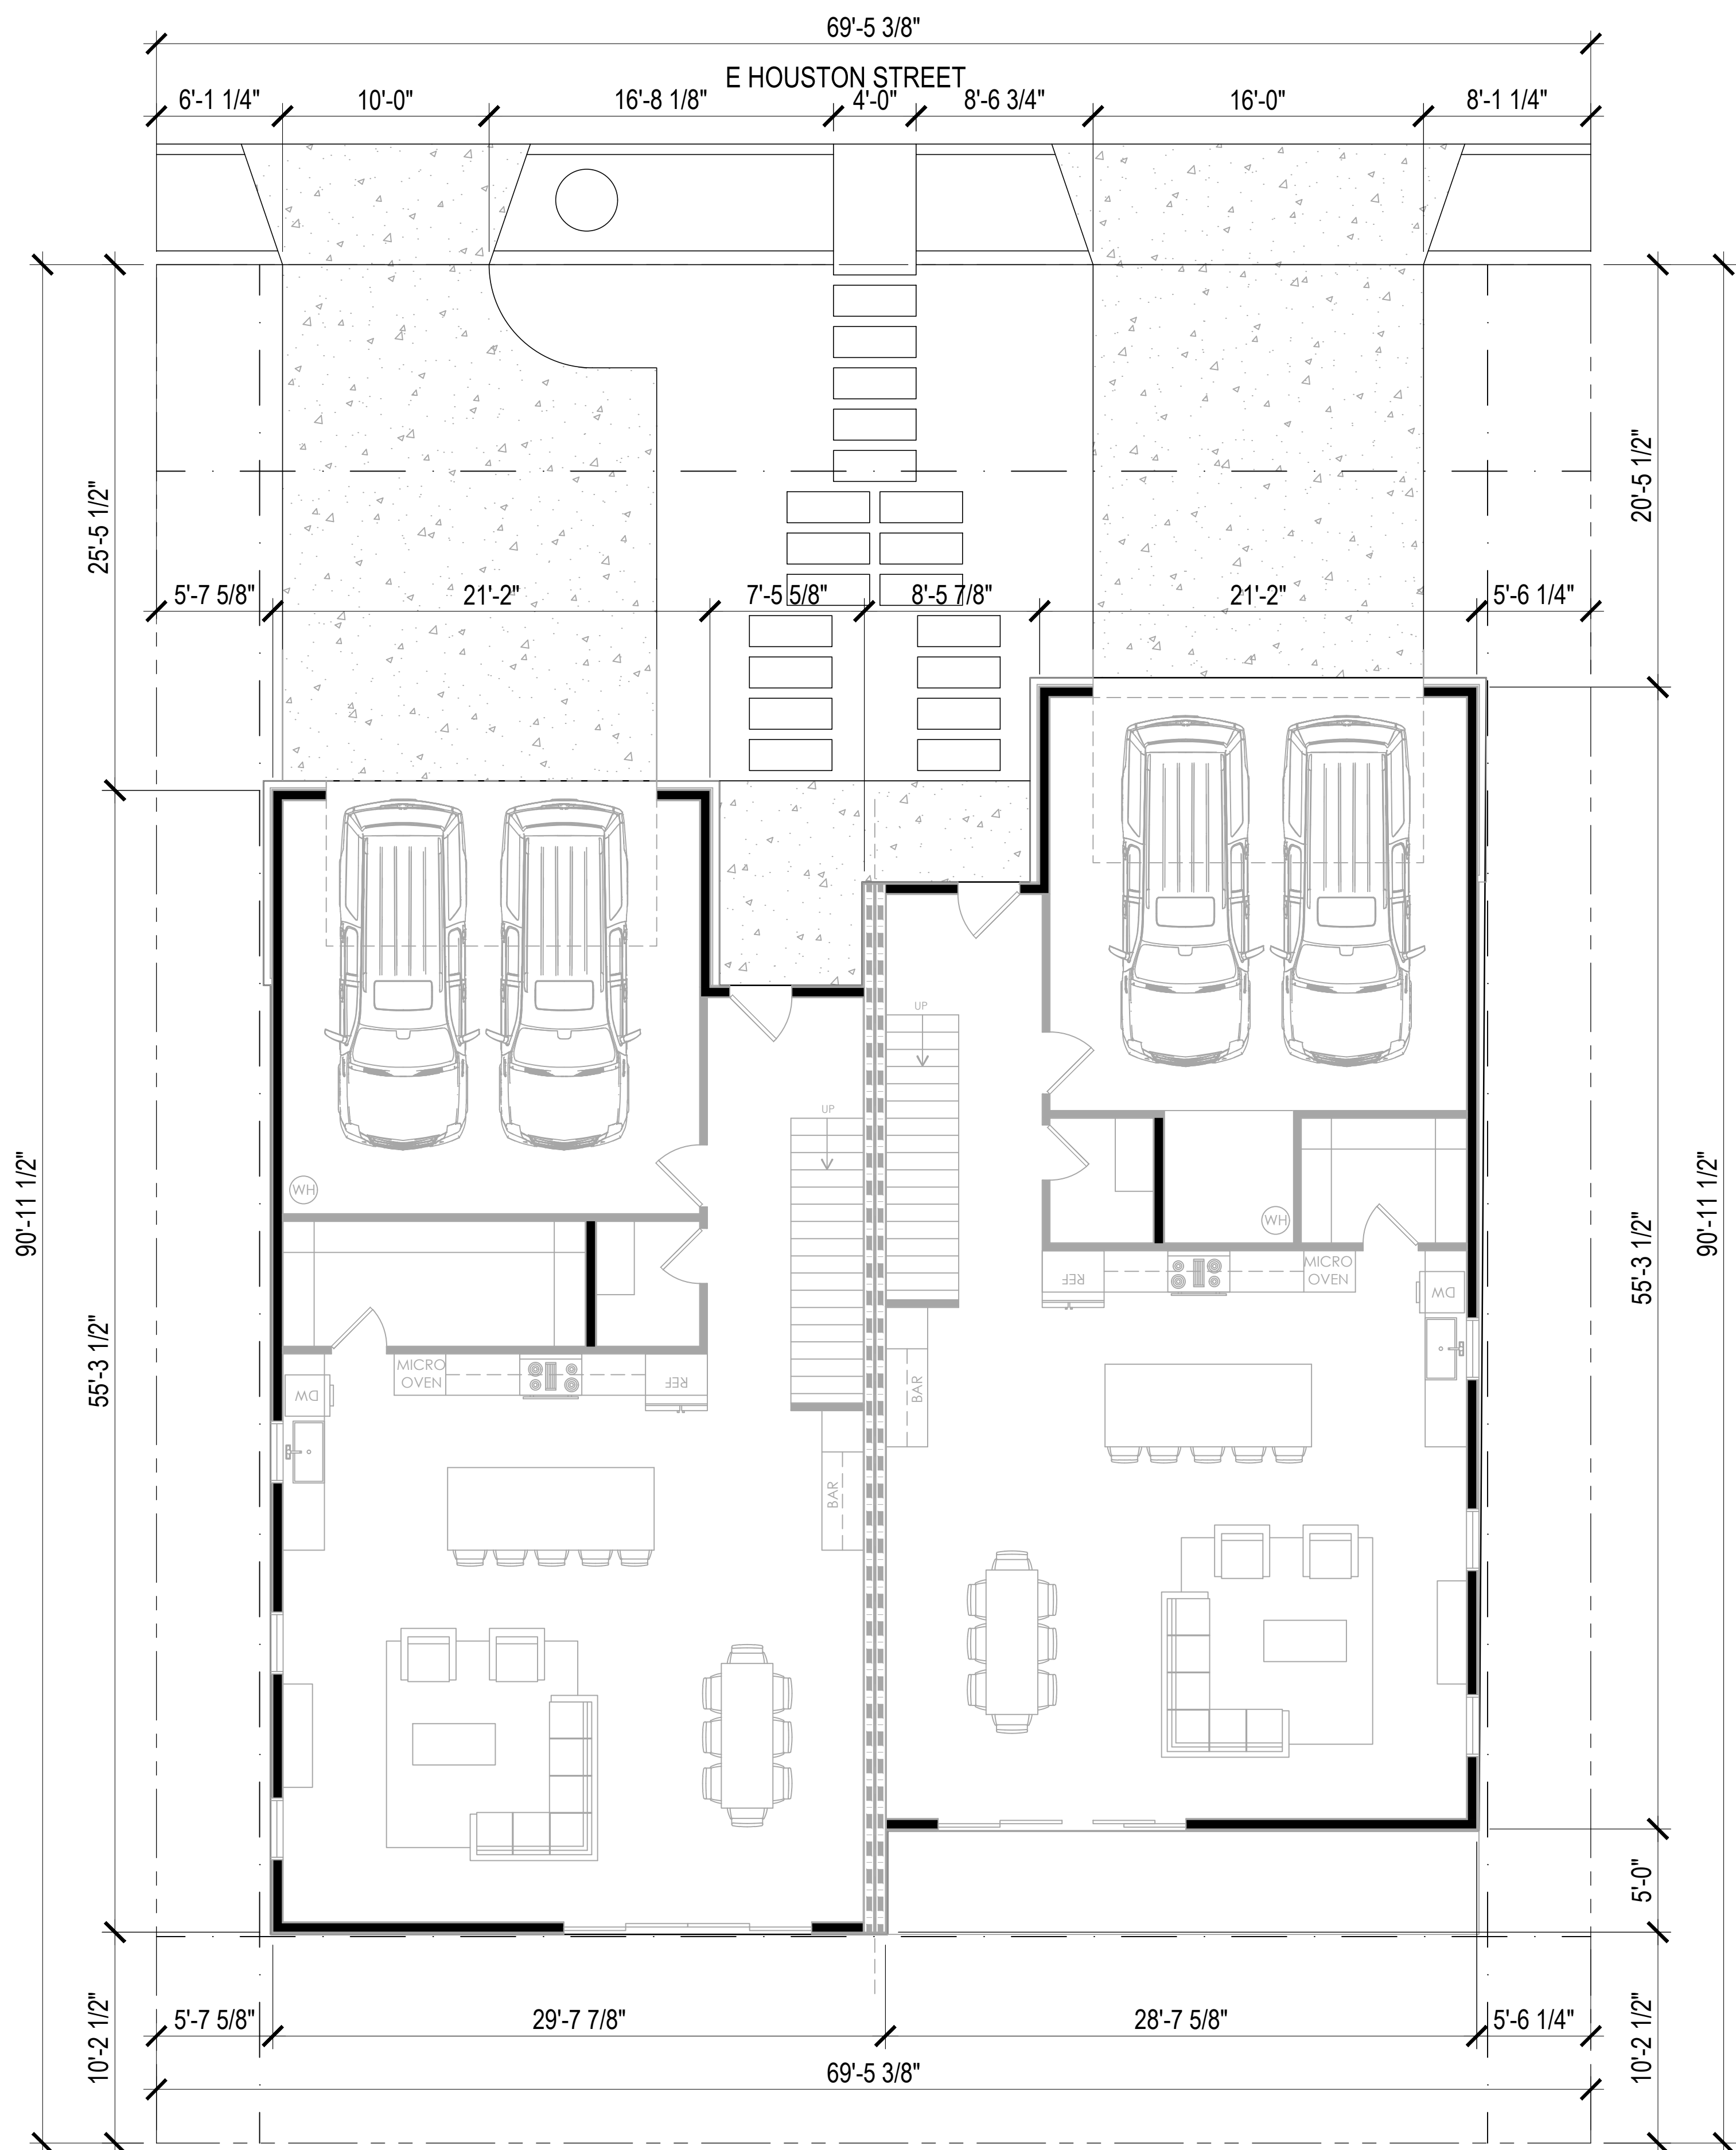 69'-5 3/8"
E HOUSTON STREET
6'-1 1/4" 10'-0" 16'-8 1/8" 4'-0" 8'-6 3/4" 16'-0" 8'-1 1/4"
25'-5 1/2"
20'-5 1/2"
5'-7 5/8" 21'-2" 7'-5 5/8" 8'-5 7/8" 21'-2" 5'-6 1/4"
UP
UP
90'-11 1/2"
90'-11 1/2"
WH
WH
55'-3 1/2"
55'-3 1/2"
REF
MICRO
OVEN
DW
MICRO
OVEN
REF
DW
BAR
BAR
5'-0"
10'-2 1/2"
10'-2 1/2"
5'-7 5/8" 29'-7 7/8" 28'-7 5/8" 5'-6 1/4"
69'-5 3/8"